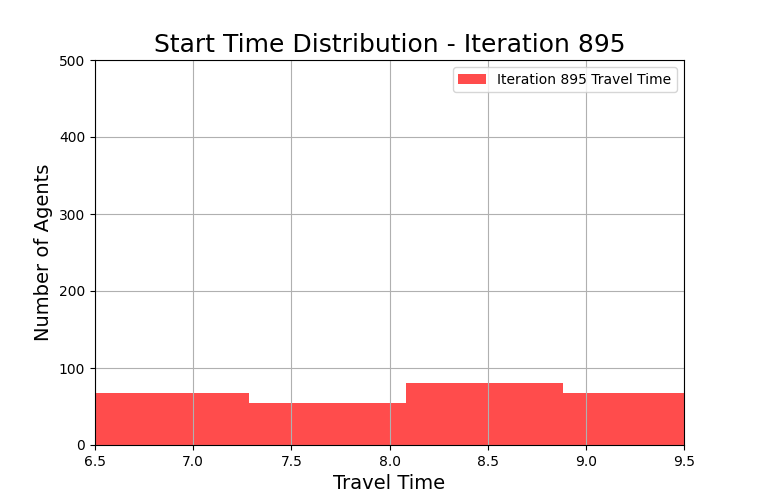 Start Time Distribution - Iteration 895
Iteration 895 Travel Time
Number of Agents
500
400
300
200
100
0
6.5 7.0 7.5 8.0 8.5 9.0 9.5
Travel Time